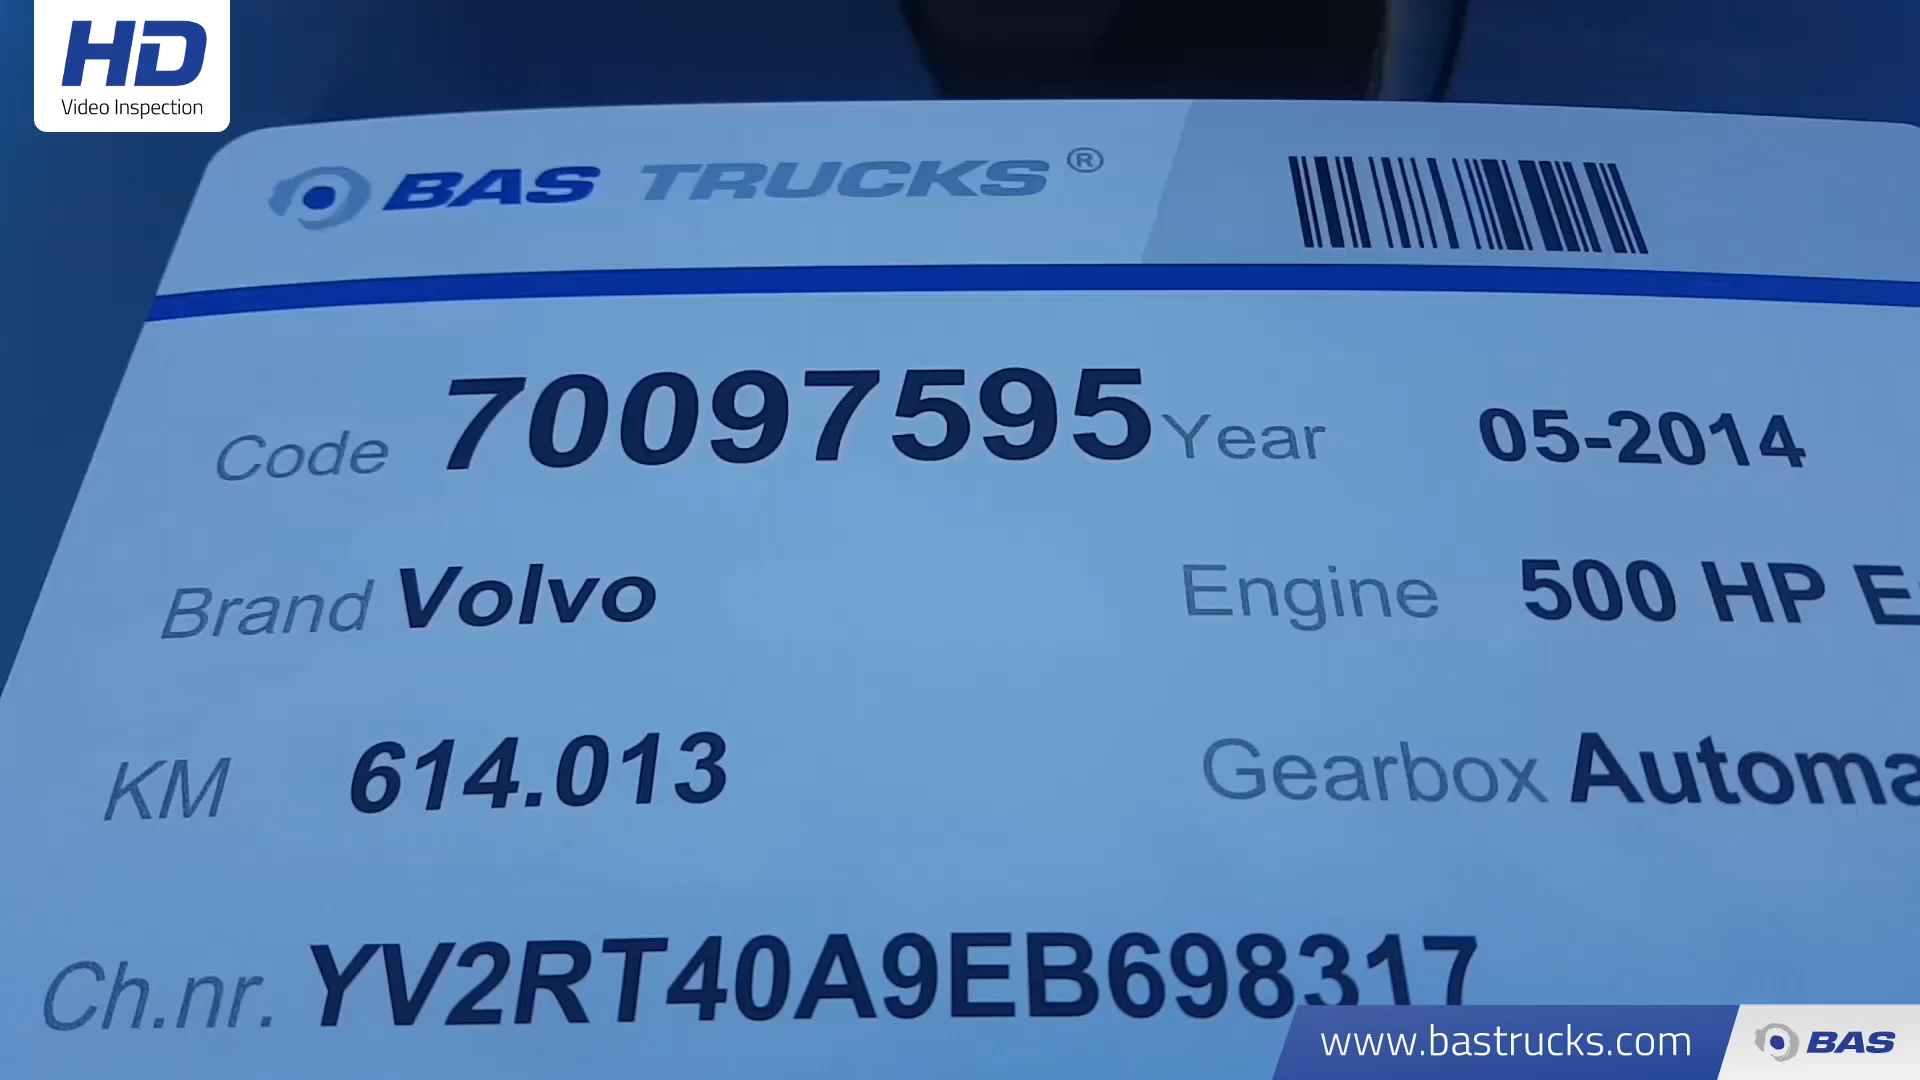 HD
Video Inspection
BAS TRUCKS®
Code 70097595 Year 05-2014
Brand Volvo Engine 500 HP
KM 614.013 Gearbox Automa
Ch.nr. YV2RT40A9EB698317
www.bastrucks.com BAS